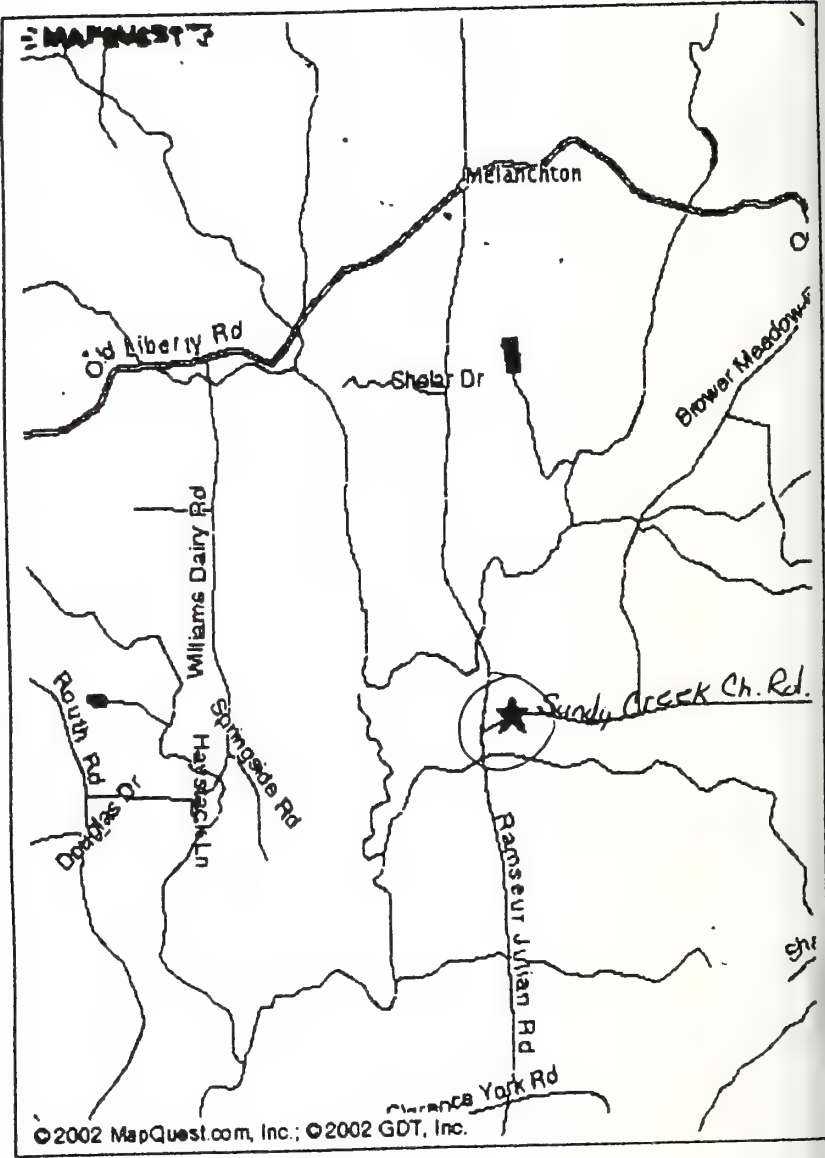 MAPQUEST
Melanchton
Old Liberty Rd
Shelar Dr
Brower Meadow
Williams Dairy Rd
Routh Rd
Springside Rd
Sandy Creek Ch. Rd.
Haystack Ln
Douglas Dr
Ramseur Julian Rd
Clarence York Rd
©2002 MapQuest.com, Inc.; ©2002 GDT, Inc.